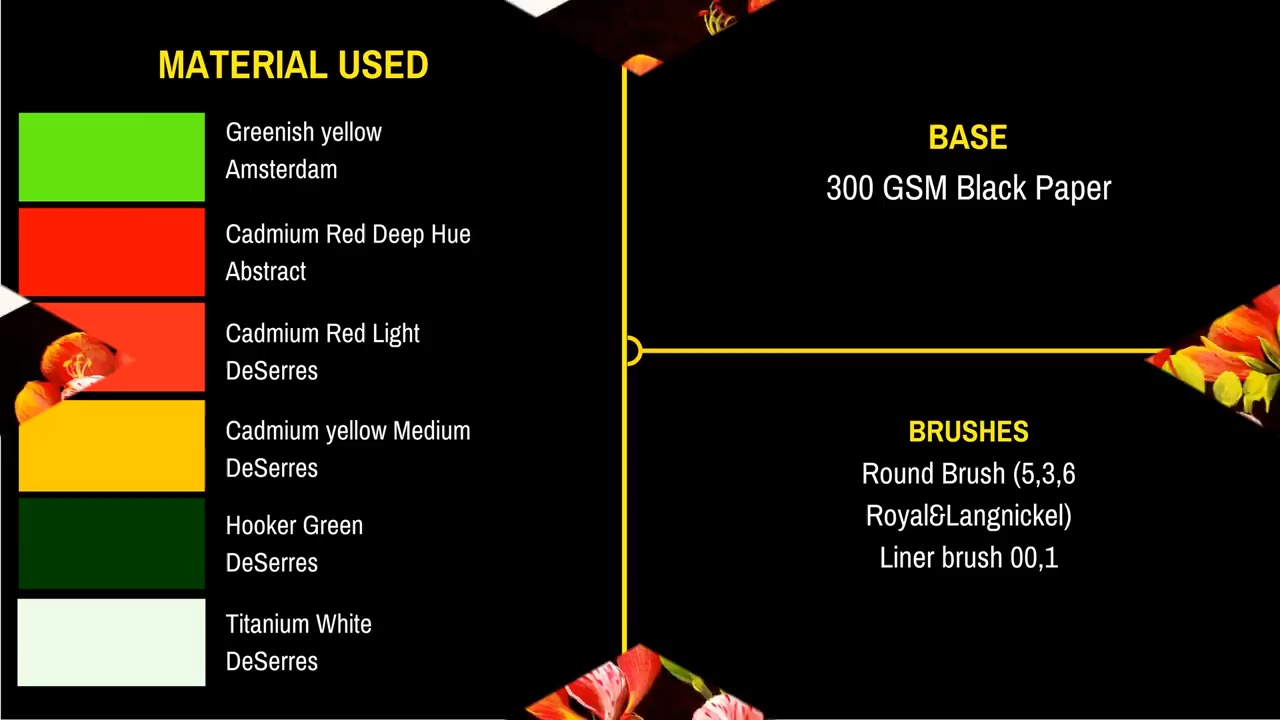 MATERIAL USED
Greenish yellow
Amsterdam
Cadmium Red Deep Hue
Abstract
Cadmium Red Light
DeSerres
Cadmium yellow Medium
DeSerres
Hooker Green
DeSerres
Titanium White
DeSerres
BASE
300 GSM Black Paper
BRUSHES
Round Brush (5,3,6
Royal&Langnickel)
Liner brush 00,1